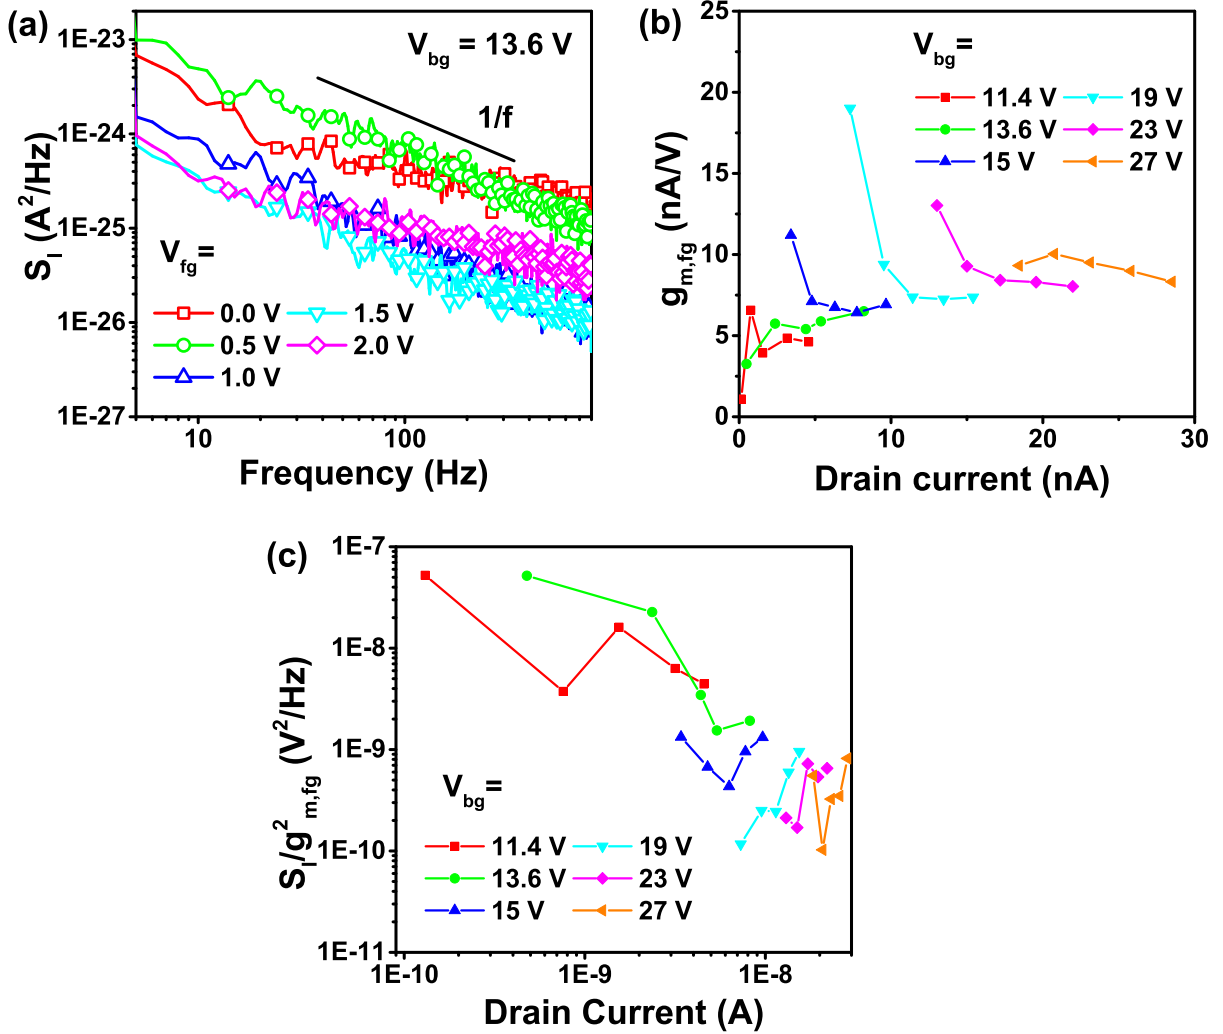 (a)
V_bg = 13.6 V
1/f
V_fg=
0.0 V
1.5 V
0.5 V
2.0 V
1.0 V
1E-23
1E-24
1E-25
1E-26
1E-27
S_I (A^2/Hz)
10
100
Frequency (Hz)
(b)
V_bg=
11.4 V
19 V
13.6 V
23 V
15 V
27 V
25
20
15
10
5
0
g_m,fg (nA/V)
0
10
20
30
Drain current (nA)
(c)
1E-7
1E-8
1E-9
1E-10
1E-11
S_I/g^2_m,fg (V^2/Hz)
V_bg=
11.4 V
19 V
13.6 V
23 V
15 V
27 V
1E-10
1E-9
1E-8
Drain Current (A)